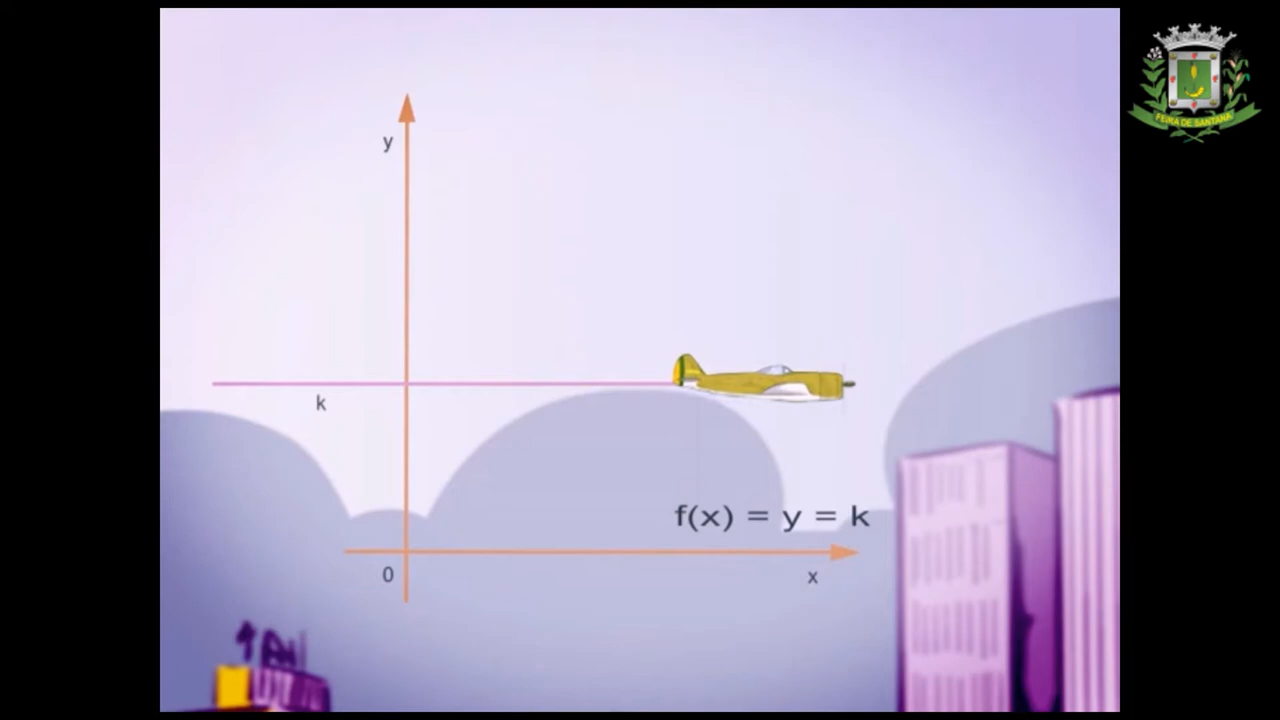 FEIRA DE SANTANA
y
k
f(x) = y = k
0
x